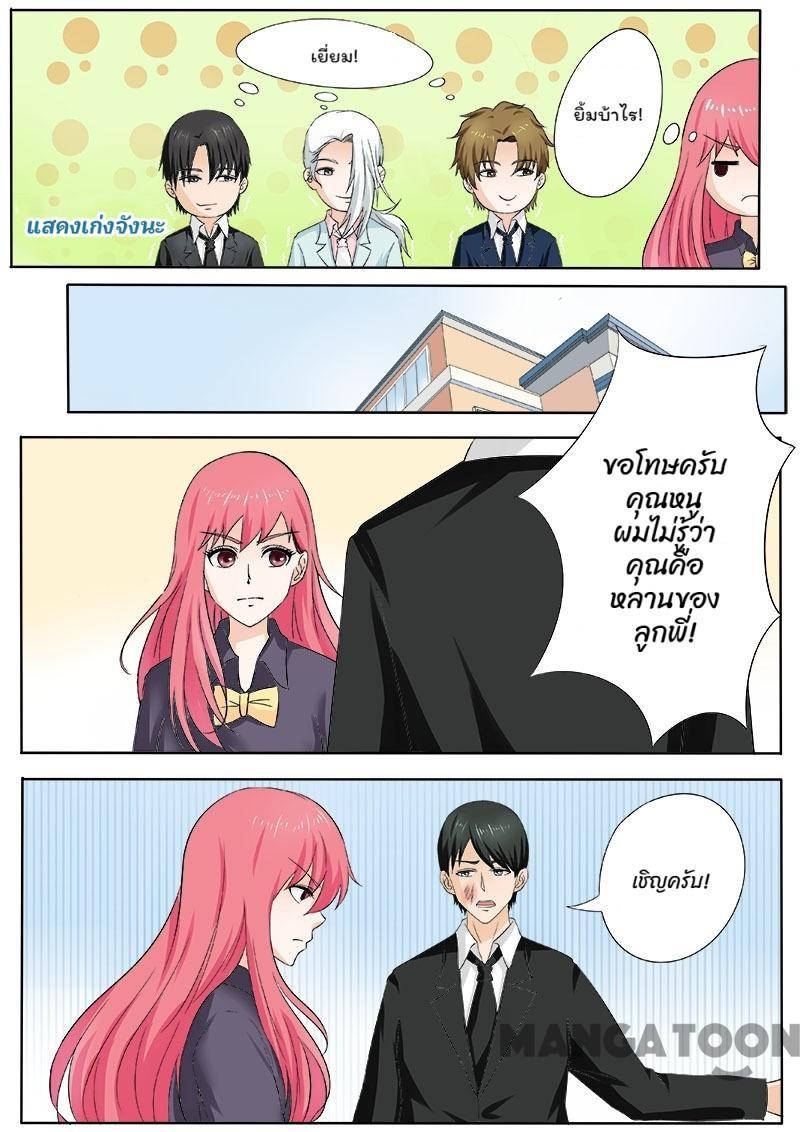 เยี่ยม!
ยิ้มบ้าไร!
แสดงเก่งจังนะ
ขอโทษครับ
คุณหนู
ผมไม่รู้ว่า
คุณคือ
หลานของ
ลูกพี่!
เชิญครับ!
MANGATOON